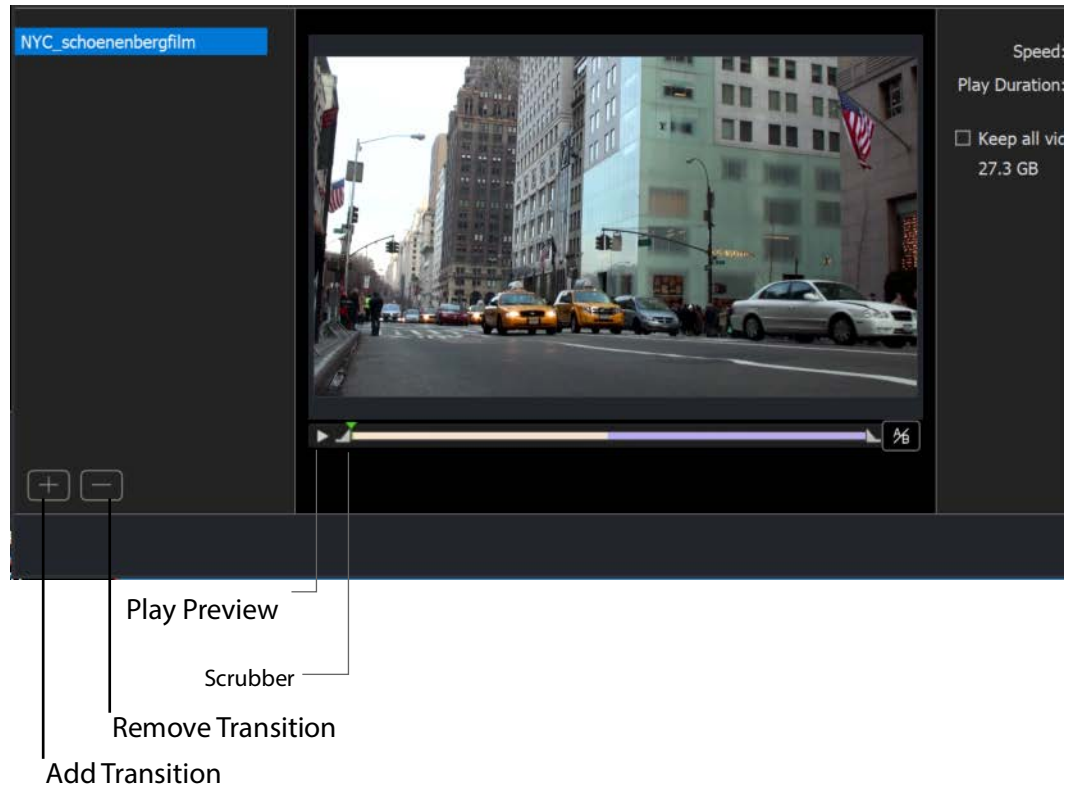 NYC_schoenenbergfilm
Speed:
Play Duration:
Keep all vid
27.3 GB
A/B
Play Preview
Scrubber
Remove Transition
Add Transition